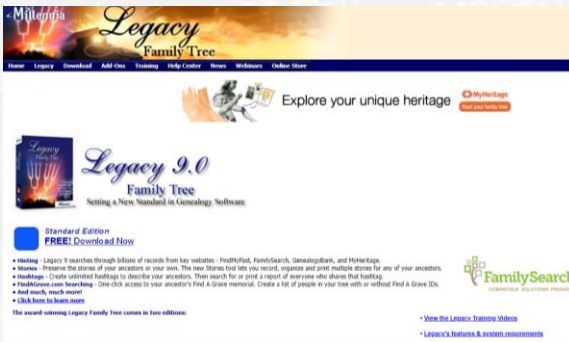 Millennia
Legacy
Family Tree
Home Legacy Download Add-Ons Training Help Center News Webinars Online Store
Explore your unique heritage
MyHeritage
Start your family tree
Legacy 9.0
Family Tree
Setting a New Standard in Genealogy Software
Standard Edition
FREE! Download Now
• Hinting - Legacy 9 searches through billions of records from key websites - FindMyPast, FamilySearch, GenealogyBank, and MyHeritage.
• Stories - Preserve the stories of your ancestors or your own. The new Stories tool lets you record, organize and print multiple stories for any of your ancestors.
• Hashtags - Create unlimited hashtags to describe your ancestors. Then search for or print a report of everyone who shares that hashtag.
• FindAGrave.com Searching - One-click access to your ancestor's Find A Grave memorial. Create a list of people in your tree with or without Find A Grave IDs.
• And much, much more!
• Click here to learn more
FamilySearch
COMPATIBLE SOLUTIONS
The award-winning Legacy Family Tree comes in two editions:
• View the Legacy Training Videos
• Legacy's features & system requirements